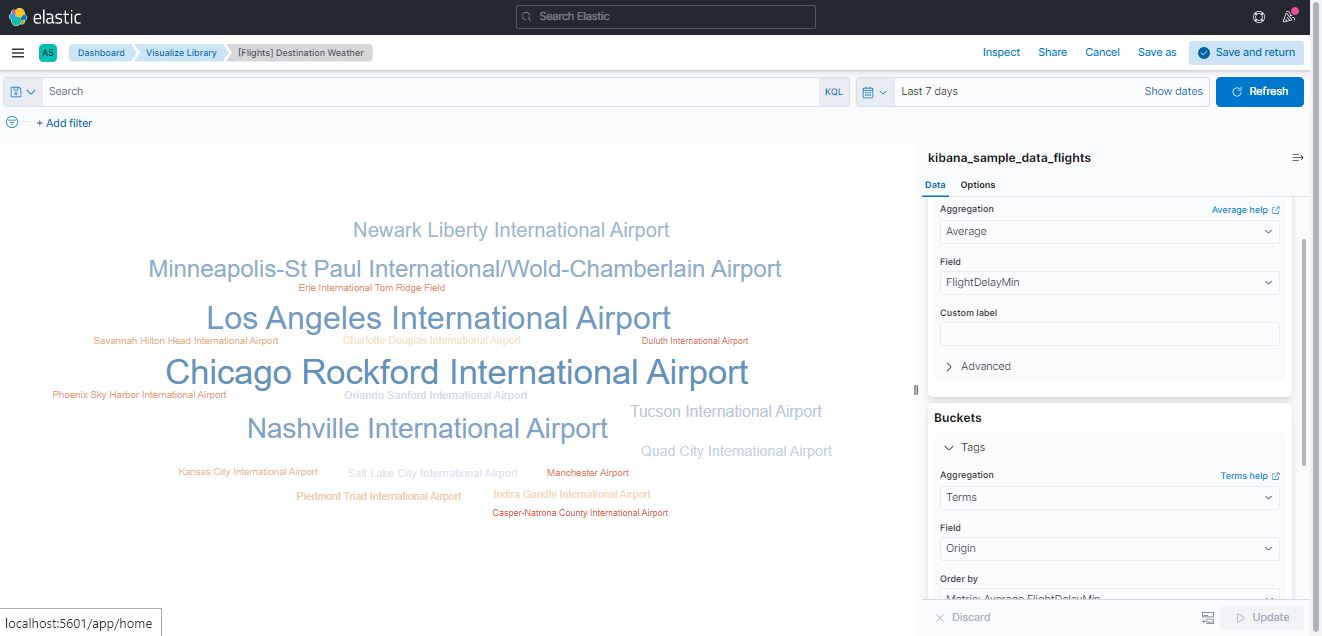 elastic
Search Elastic
AS
Dashboard
Visualize Library
[Flights] Destination Weather
Inspect
Share
Cancel
Save as
Save and return
Search
KQL
Last 7 days
Show dates
Refresh
+ Add filter
Newark Liberty International Airport
Minneapolis-St Paul International/Wold-Chamberlain Airport
Erie International Tom Ridge Field
Los Angeles International Airport
Savannah Hilton Head International Airport
Charlotte Douglas International Airport
Duluth International Airport
Chicago Rockford International Airport
Phoenix Sky Harbor International Airport
Orlando Sanford International Airport
Tucson International Airport
Nashville International Airport
Quad City International Airport
Kansas City International Airport
Salt Lake City International Airport
Manchester Airport
Piedmont Triad International Airport
Indira Gandhi International Airport
Casper-Natrona County International Airport
kibana_sample_data_flights
Data
Options
Aggregation
Average help
Average
Field
FlightDelayMin
Custom label
Advanced
Buckets
Tags
Aggregation
Terms help
Terms
Field
Origin
Order by
Metric: Average FlightDelayMin
Discard
Update
localhost:5601/app/home